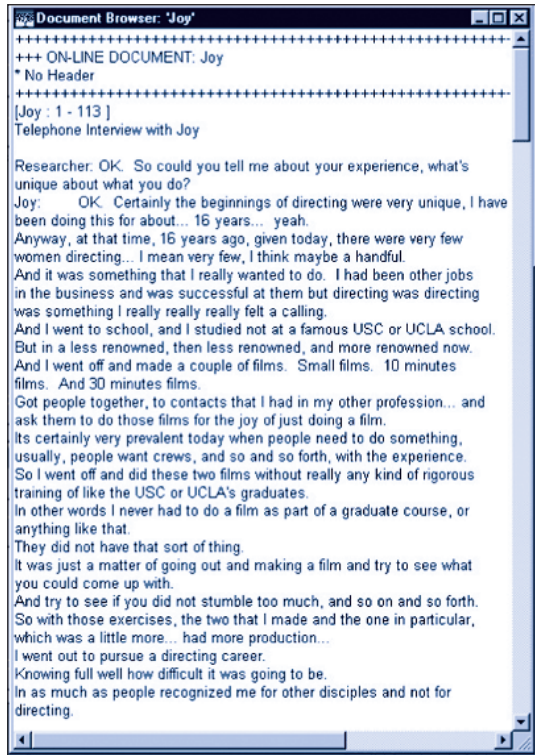 Document Browser: 'Joy'
++++++++++++++++++++++++++++++++++++++++++++++++++++++
+++ ON-LINE DOCUMENT: Joy
* No Header
++++++++++++++++++++++++++++++++++++++++++++++++++++++
[Joy : 1 - 113 ]
Telephone Interview with Joy
Researcher: OK. So could you tell me about your experience, what's
unique about what you do?
Joy: OK. Certainly the beginnings of directing were very unique, I have
been doing this for about... 16 years... yeah.
Anyway, at that time, 16 years ago, given today, there were very few
women directing... I mean very few, I think maybe a handful.
And it was something that I really wanted to do. I had been other jobs
in the business and was successful at them but directing was directing
was something I really really really felt a calling.
And I went to school, and I studied not at a famous USC or UCLA school.
But in a less renowned, then less renowned, and more renowned now.
And I went off and made a couple of films. Small films. 10 minutes
films. And 30 minutes films.
Got people together, to contacts that I had in my other profession... and
ask them to do those films for the joy of just doing a film.
Its certainly very prevalent today when people need to do something,
usually, people want crews, and so and so forth, with the experience.
So I went off and did these two films without really any kind of rigorous
training of like the USC or UCLA's graduates.
In other words I never had to do a film as part of a graduate course, or
anything like that.
They did not have that sort of thing.
It was just a matter of going out and making a film and try to see what
you could come up with.
And try to see if you did not stumble too much, and so on and so forth.
So with those exercises, the two that I made and the one in particular,
which was a little more... had more production...
I went out to pursue a directing career.
Knowing full well how difficult it was going to be.
In as much as people recognized me for other disciples and not for
directing.